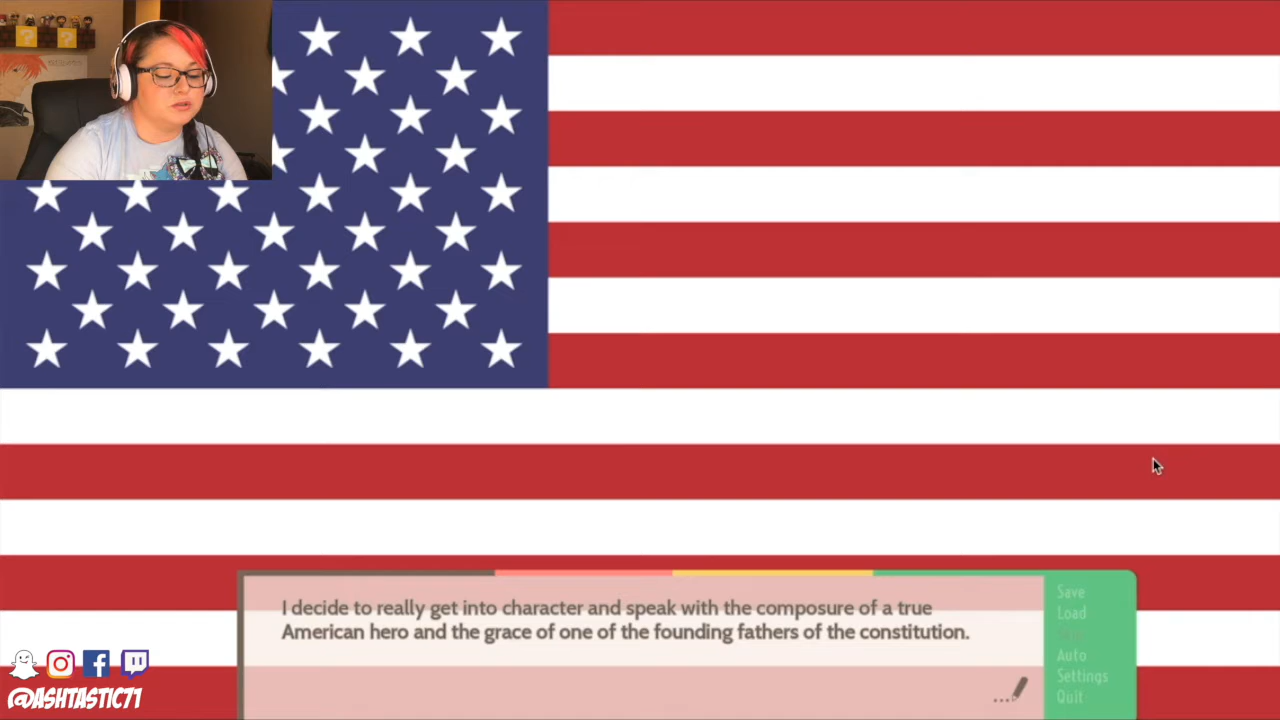 I decide to really get into character and speak with the composure of a true
American hero and the grace of one of the founding fathers of the constitution.
Save
Load
Skip
Auto
Settings
Quit
@ASHTASTIC71